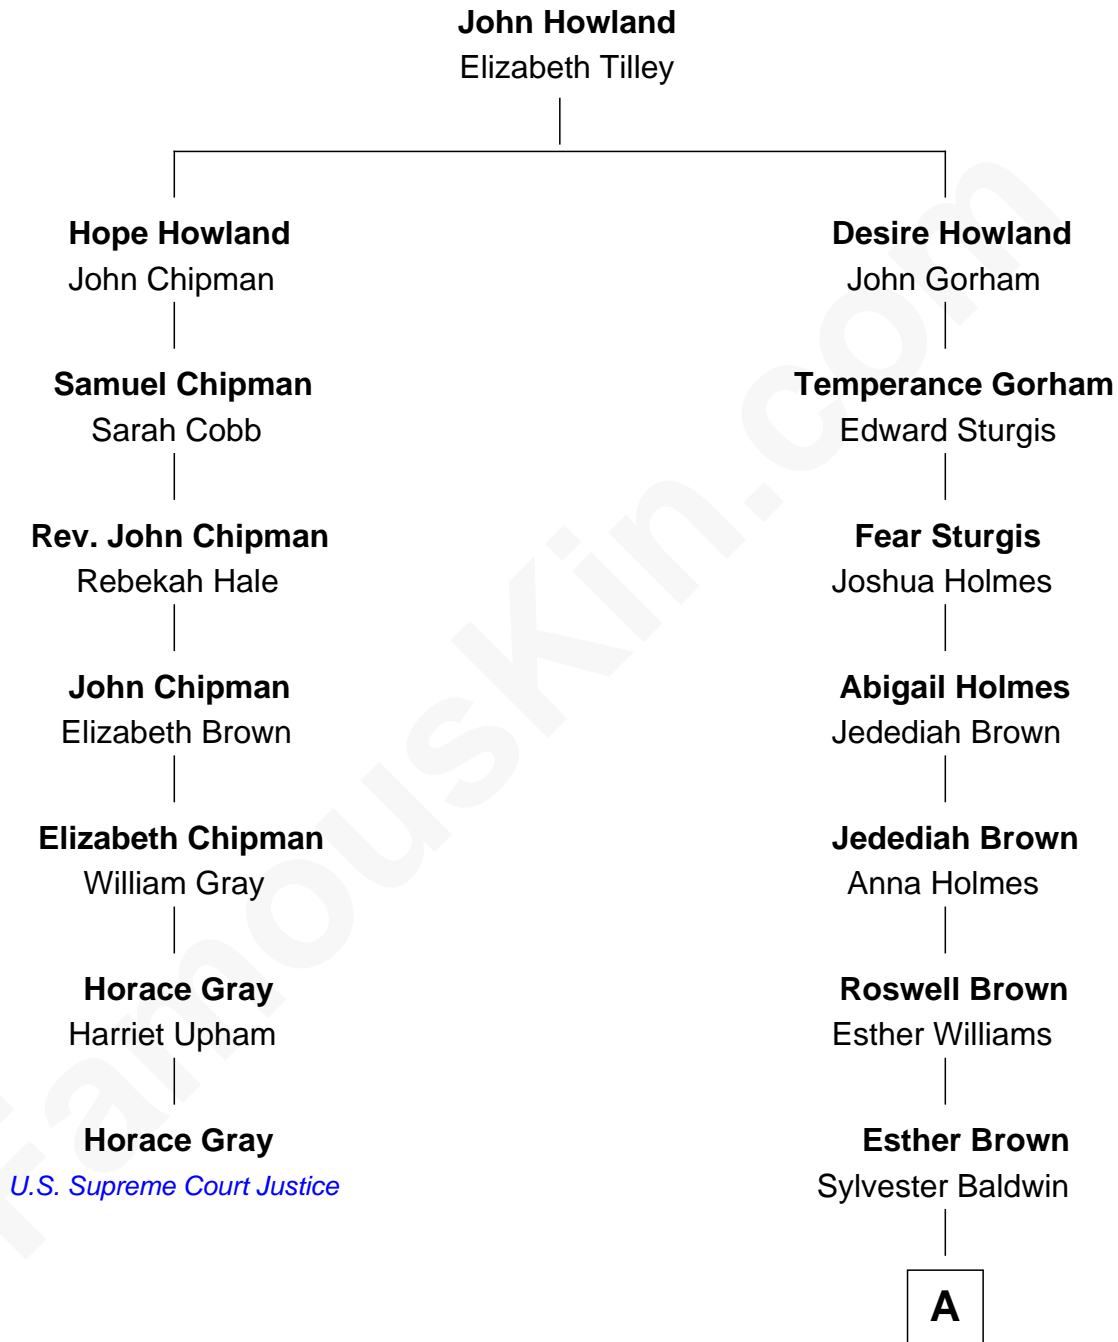 John Howland
Elizabeth Tilley
Hope Howland
John Chipman
Desire Howland
John Gorham
Samuel Chipman
Sarah Cobb
Temperance Gorham
Edward Sturgis
Rev. John Chipman
Rebekah Hale
Fear Sturgis
Joshua Holmes
John Chipman
Elizabeth Brown
Abigail Holmes
Jedediah Brown
Elizabeth Chipman
William Gray
Jedediah Brown
Anna Holmes
Horace Gray
Harriet Upham
Roswell Brown
Esther Williams
Horace Gray
U.S. Supreme Court Justice
Esther Brown
Sylvester Baldwin
A
FamousKin.com